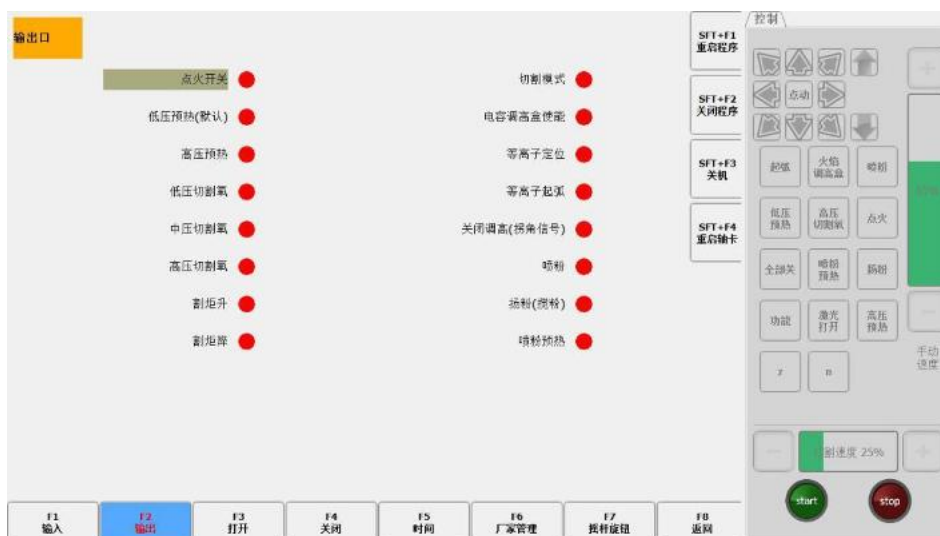 输出口
点火开关
低压预热(默认)
高压预热
低压切割氧
中压切割氧
高压切割氧
割炬升
割炬降
切割模式
电容调高盒使能
等离子定位
等离子起弧
关闭调高(拐角信号)
喷粉
扬粉(搅粉)
喷粉预热
SFT+F1
重启程序
SFT+F2
关闭程序
SFT+F3
关机
SFT+F4
重启轴卡
控制
点动
起弧
火焰
调高盒
喷粉
低压
预热
高压
切割氧
点火
全部关
喷粉
预热
扬粉
功能
激光
打开
高压
预热
手动
速度
割速度 25%
start
stop
F1
输入
F2
输出
F3
打开
F4
关闭
F5
时间
F6
厂家管理
F7
摇杆旋钮
F8
返回